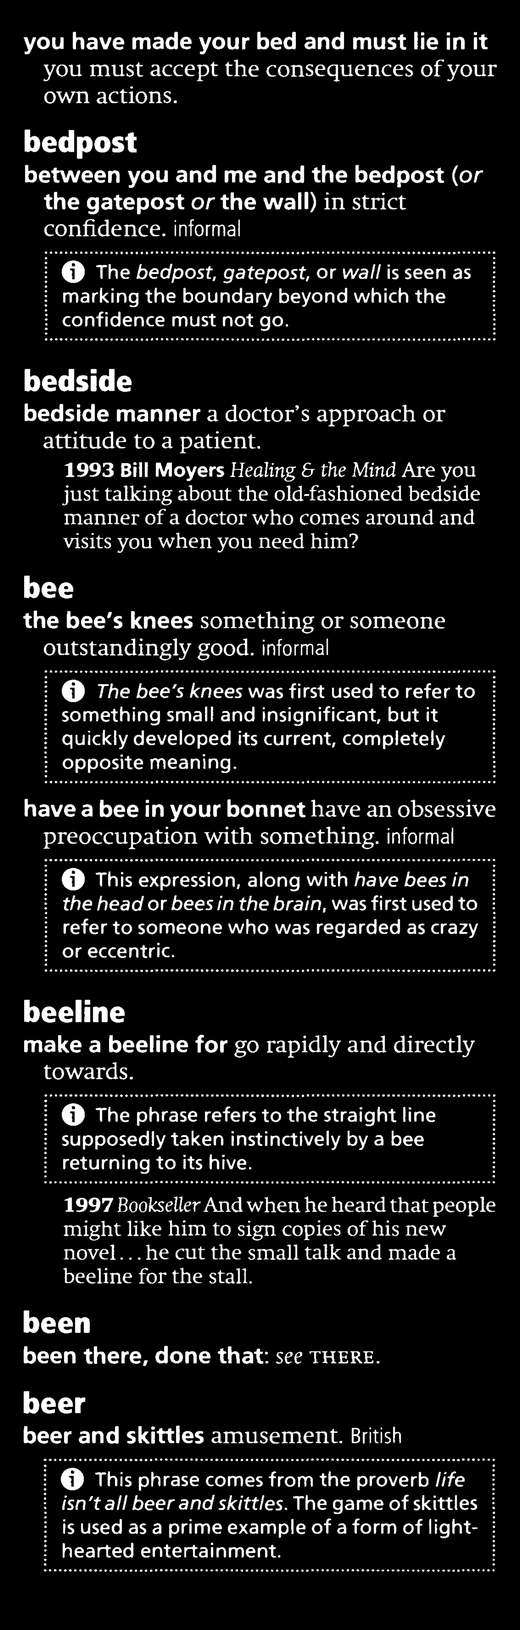 you have made your bed and must lie in it
you must accept the consequences of your
own actions.
bedpost
between you and me and the bedpost (or
the gatepost or the wall) in strict
confidence. informal
The bedpost, gatepost, or wall is seen as
marking the boundary beyond which the
confidence must not go.
bedside
bedside manner a doctor's approach or
attitude to a patient.
1993 Bill Moyers Healing & the Mind Are you
just talking about the old-fashioned bedside
manner of a doctor who comes around and
visits you when you need him?
bee
the bee's knees something or someone
outstandingly good. informal
The bee's knees was first used to refer to
something small and insignificant, but it
quickly developed its current, completely
opposite meaning.
have a bee in your bonnet have an obsessive
preoccupation with something. informal
This expression, along with have bees in
the head or bees in the brain, was first used to
refer to someone who was regarded as crazy
or eccentric.
beeline
make a beeline for go rapidly and directly
towards.
The phrase refers to the straight line
supposedly taken instinctively by a bee
returning to its hive.
1997 Bookseller And when he heard that people
might like him to sign copies of his new
novel...he cut the small talk and made a
beeline for the stall.
been
been there, done that: see THERE.
beer
beer and skittles amusement. British
This phrase comes from the proverb life
isn't all beer and skittles. The game of skittles
is used as a prime example of a form of light-
hearted entertainment.